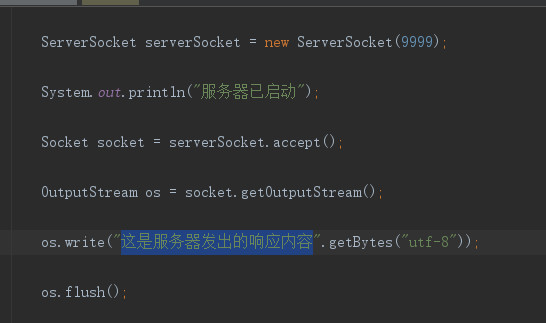 ServerSocket serverSocket = new ServerSocket(9999);
System.out.println("服务器已启动");
Socket socket = serverSocket.accept();
OutputStream os = socket.getOutputStream();
os.write("这是服务器发出的响应内容".getBytes("utf-8"));
os.flush();